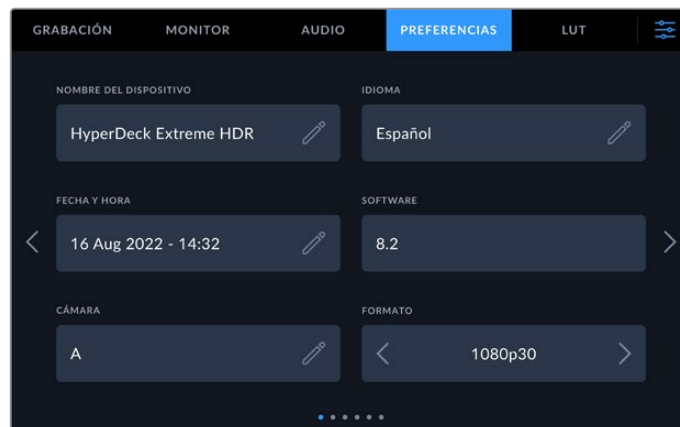 GRABACIÓN MONITOR AUDIO PREFERENCIAS LUT
NOMBRE DEL DISPOSITIVO IDIOMA
HyperDeck Extreme HDR Español
FECHA Y HORA SOFTWARE
16 Aug 2022 - 14:32 8.2
CÁMARA FORMATO
A 1080p30